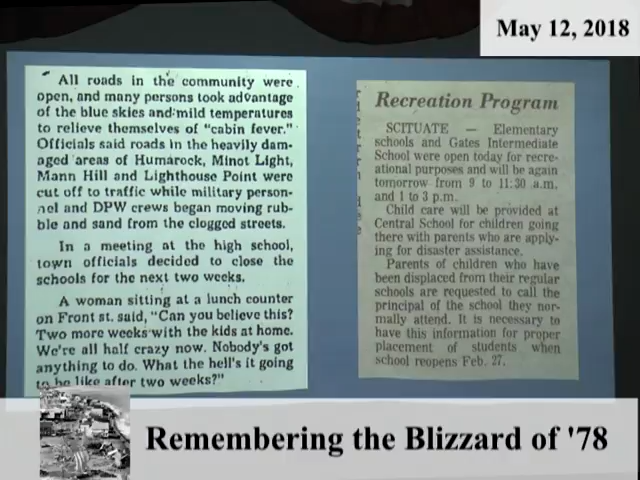 May 12, 2018
All roads in the community were
open, and many persons took advantage
of the blue skies and mild temperatures
to relieve themselves of "cabin fever."
Officials said roads in the heavily dam-
aged areas of Humarock, Minot Light,
Mann Hill and Lighthouse Point were
cut off to traffic while military person-
nel and DPW crews began moving rub-
ble and sand from the clogged streets.
In a meeting at the high school,
town officials decided to close the
schools for the next two weeks.
A woman sitting at a lunch counter
on Front st. said, "Can you believe this?
Two more weeks with the kids at home.
We're all half crazy now. Nobody's got
anything to do. What the hell's it going
to be like after two weeks?"
Recreation Program
SCITUATE — Elementary
schools and Gates Intermediate
School were open today for recre-
ational purposes and will be again
tomorrow from 9 to 11:30 a.m.
and 1 to 3 p.m.
Child care will be provided at
Central School for children going
there with parents who are apply-
ing for disaster assistance.
Parents of children who have
been displaced from their regular
schools are requested to call the
principal of the school they nor-
mally attend. It is necessary to
have this information for proper
placement of students when
school reopens Feb. 27.
Remembering the Blizzard of '78